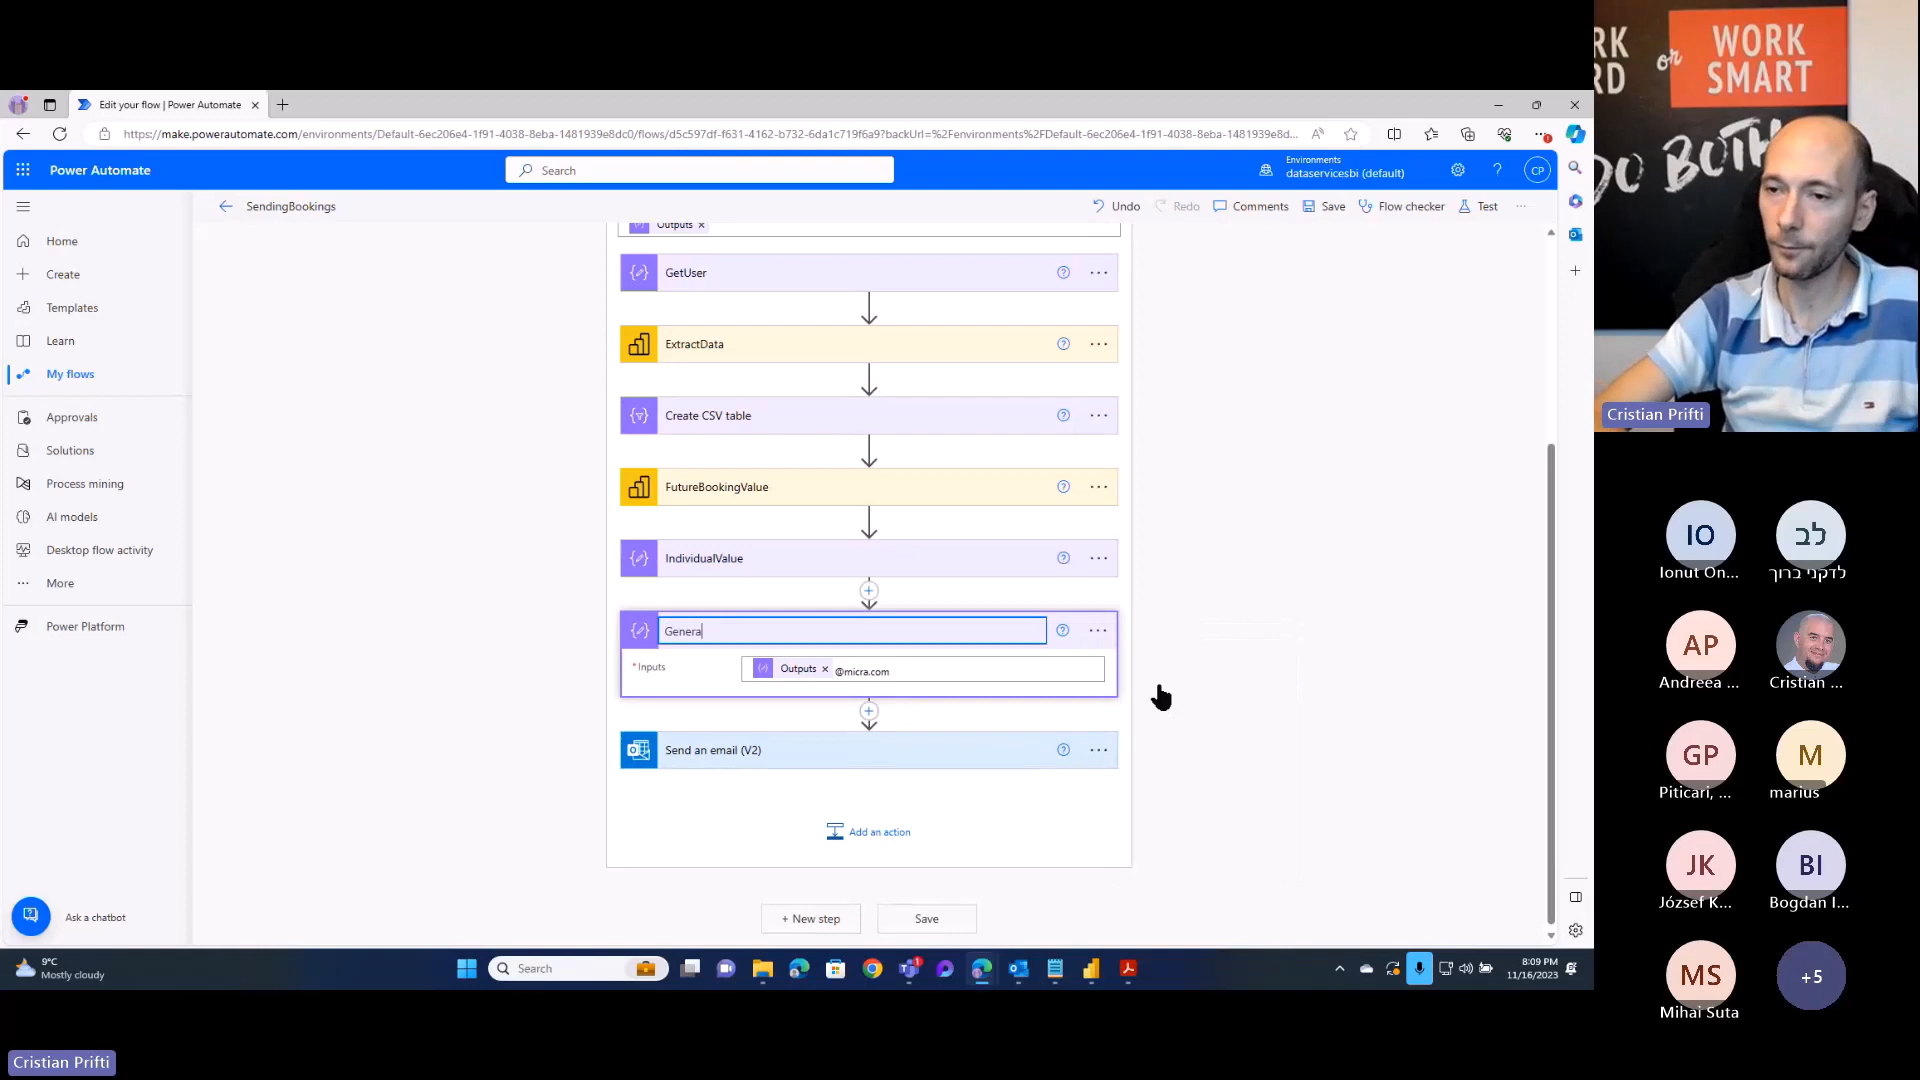 RK
RD
or
WORK
SMART
DO BOTH
Edit your flow | Power Automate
https://make.powerautomate.com/environments/Default-6ec206e4-1f91-4038-8eba-1481939e8dc0/flows/d5c597df-f631-4162-b732-6da1c719f6a9?backUrl=%2Fenvironments%2FDefault-6ec206e4-1f91-4038-8eba-1481939e8d...
Power Automate
Search
Environments
dataservicesbi (default)
CP
SendingBookings
Undo
Redo
Comments
Save
Flow checker
Test
Home
Create
Templates
Learn
My flows
Approvals
Solutions
Process mining
AI models
Desktop flow activity
More
Power Platform
Ask a chatbot
Outputs
GetUser
ExtractData
Create CSV table
FutureBookingValue
IndividualValue
Genera
* Inputs
Outputs @micra.com
Send an email (V2)
Add an action
+ New step
Save
9°C
Mostly cloudy
Search
8:09 PM
11/16/2023
Cristian Prifti
Cristian Prifti
IO
Ionut On...
לב
לדקני ברוך
AP
Andreea ...
Cristian ...
GP
Piticari, ...
M
marius
JK
József K...
BI
Bogdan I...
MS
Mihai Suta
+5